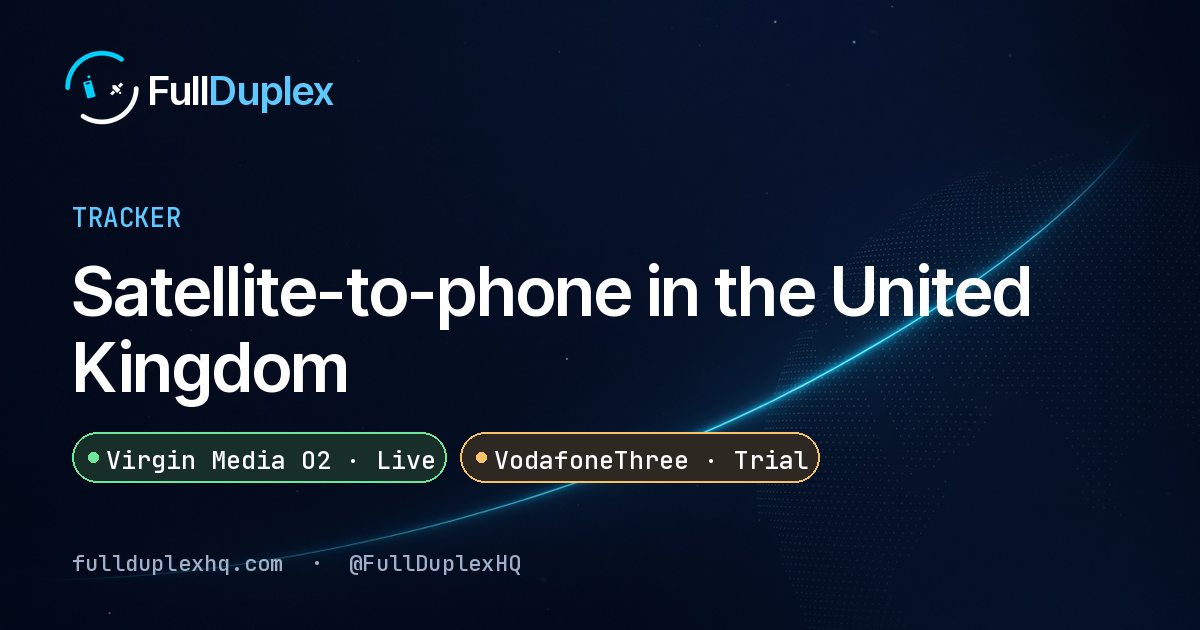 FullDuplex
TRACKER
Satellite-to-phone in the United
Kingdom
Virgin Media O2 · Live
VodafoneThree · Trial
fullduplexhq.com · @FullDuplexHQ